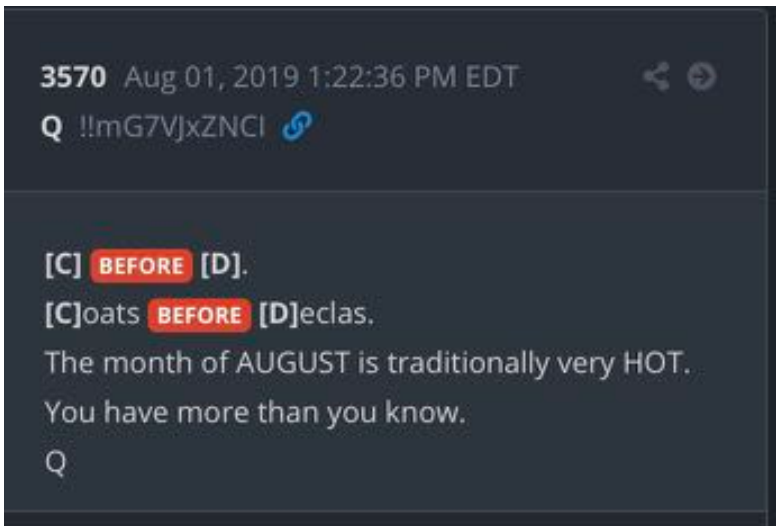 3570 Aug 01, 2019 1:22:36 PM EDT
Q !!mG7VJxZNCI
[C] BEFORE [D].
[C]oats BEFORE [D]eclas.
The month of AUGUST is traditionally very HOT.
You have more than you know.
Q